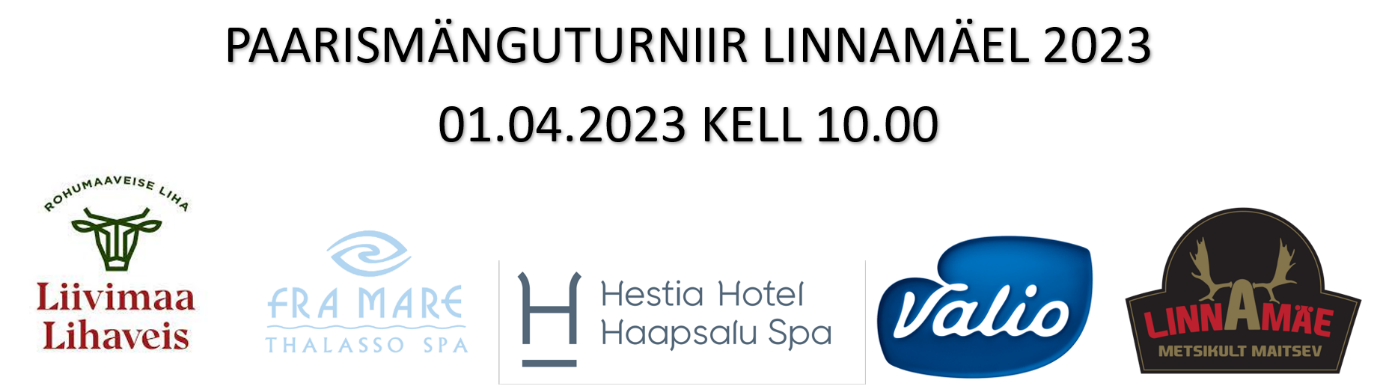 PAARISMÄNGUTURNIIR LINNAMÄEL 2023
01.04.2023 KELL 10.00
ROHUMAAVEISE LIHA
Liivimaa
Lihaveis
FRA MARE
THALASSO SPA
Hestia Hotel
Haapsalu Spa
Valio
LINNAMÄE
METSIKULT MAITSEV